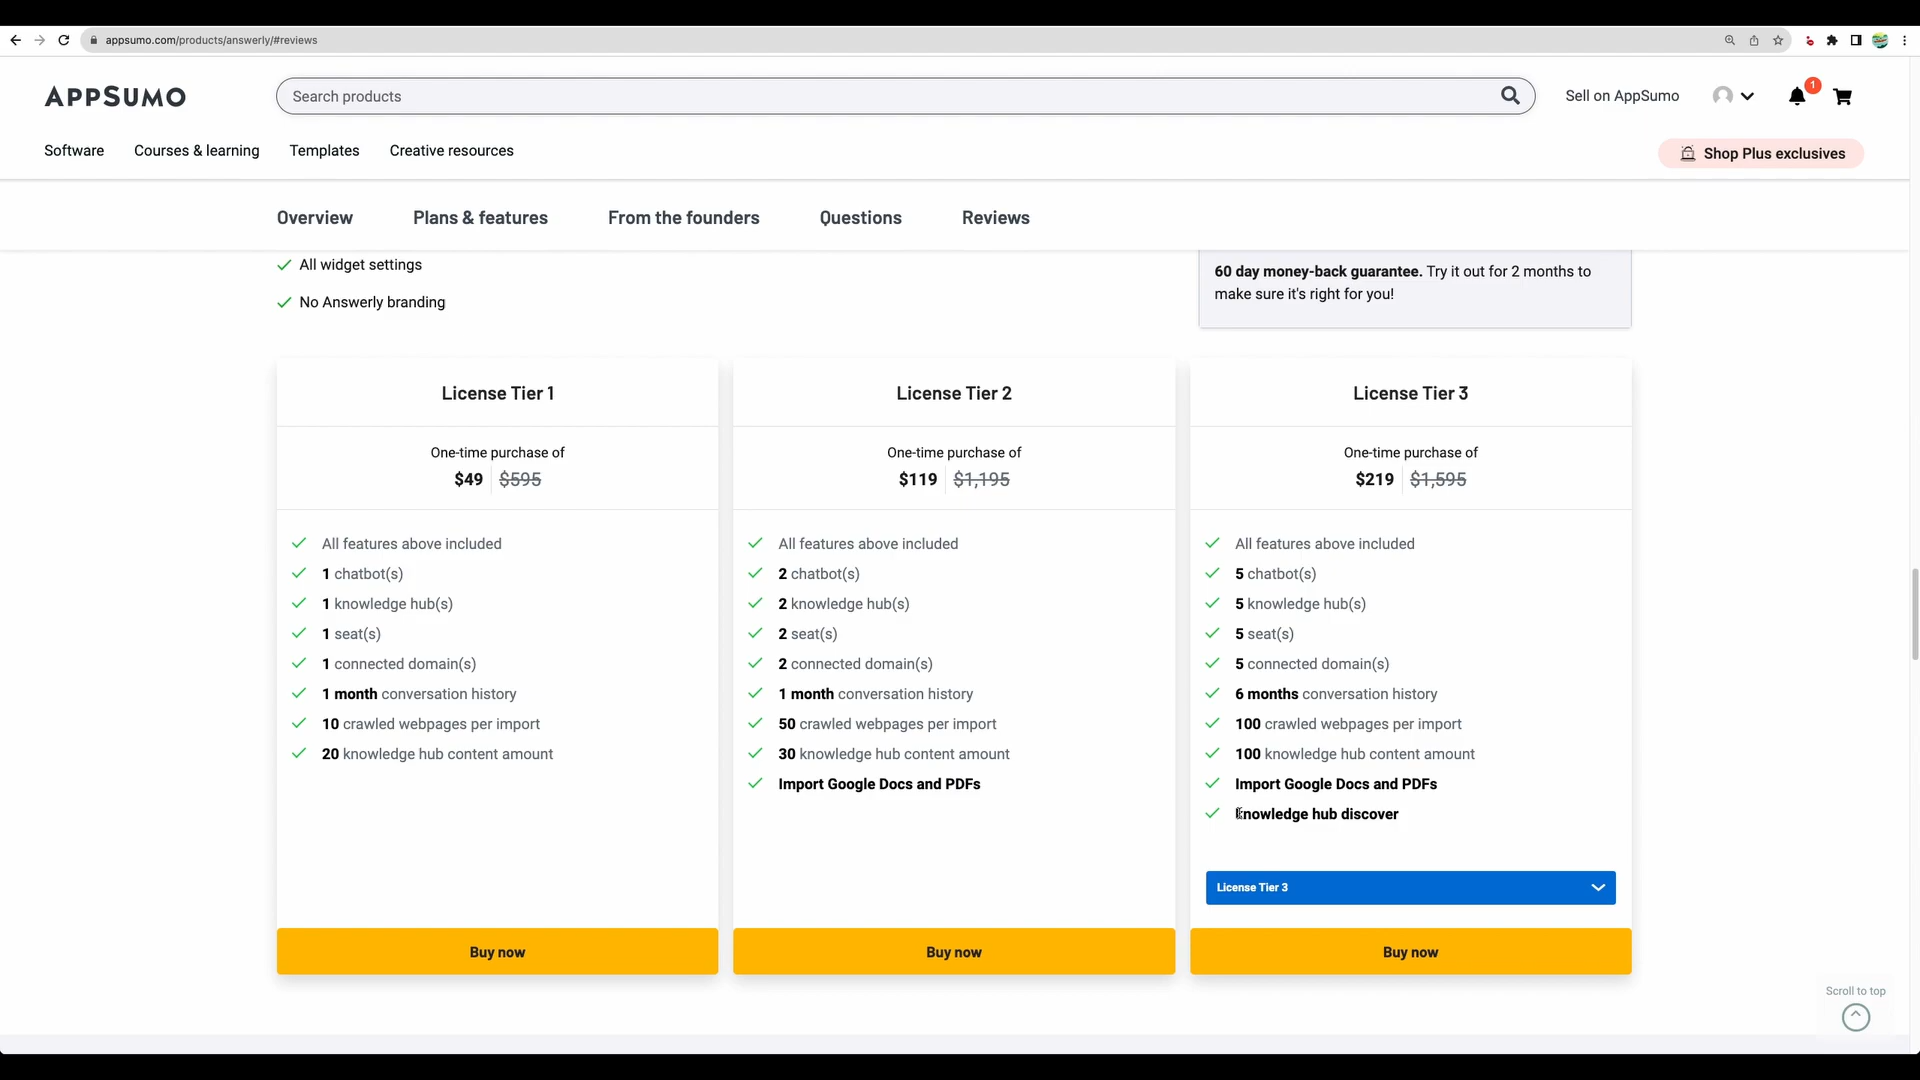 appsumo.com/products/answerly/#reviews
APPSUMO
Search products
Sell on AppSumo
1
Software
Courses & learning
Templates
Creative resources
Shop Plus exclusives
Overview
Plans & features
From the founders
Questions
Reviews
All widget settings
No Answerly branding
60 day money-back guarantee. Try it out for 2 months to
make sure it's right for you!
License Tier 1
One-time purchase of
$49 $595
All features above included
1 chatbot(s)
1 knowledge hub(s)
1 seat(s)
1 connected domain(s)
1 month conversation history
10 crawled webpages per import
20 knowledge hub content amount
Buy now
License Tier 2
One-time purchase of
$119 $1,195
All features above included
2 chatbot(s)
2 knowledge hub(s)
2 seat(s)
2 connected domain(s)
1 month conversation history
50 crawled webpages per import
30 knowledge hub content amount
Import Google Docs and PDFs
Buy now
License Tier 3
One-time purchase of
$219 $1,595
All features above included
5 chatbot(s)
5 knowledge hub(s)
5 seat(s)
5 connected domain(s)
6 months conversation history
100 crawled webpages per import
100 knowledge hub content amount
Import Google Docs and PDFs
Knowledge hub discover
License Tier 3
Buy now
Scroll to top